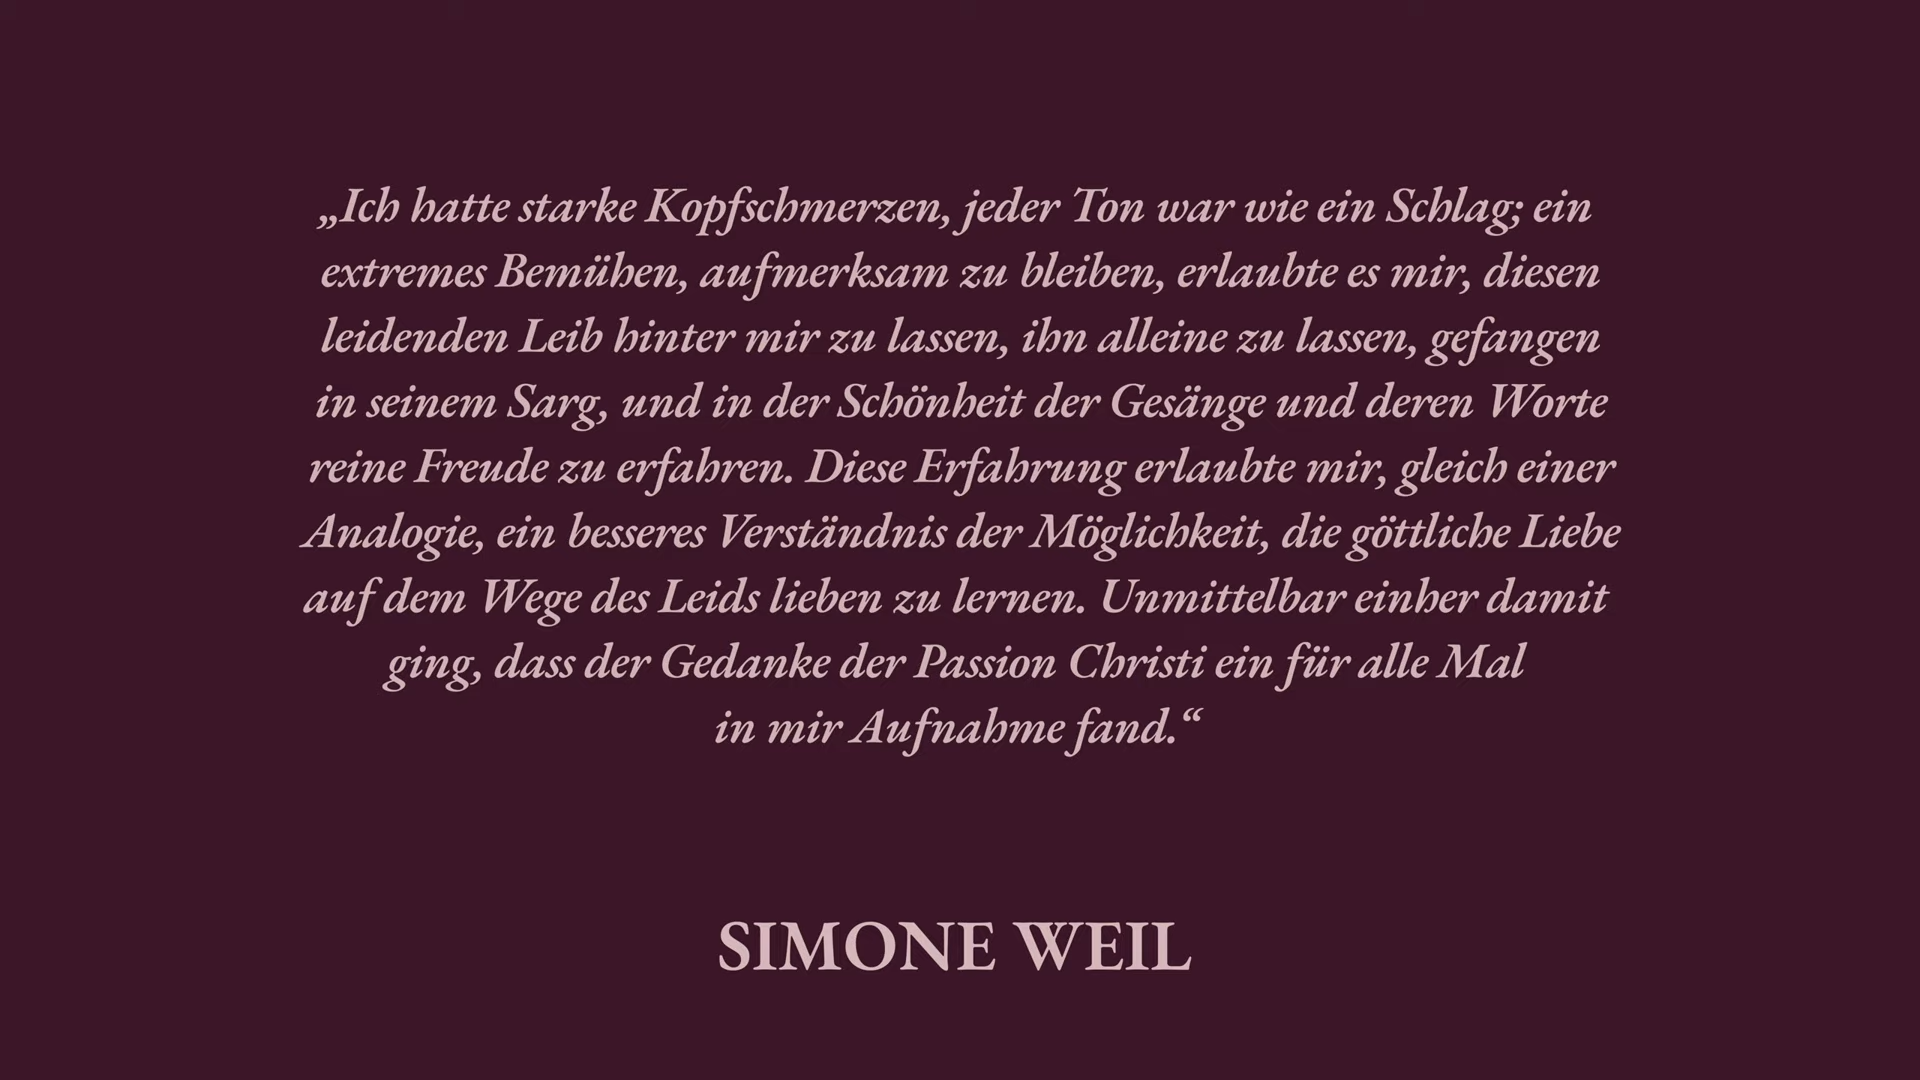 „Ich hatte starke Kopfschmerzen, jeder Ton war wie ein Schlag; ein
extremes Bemühen, aufmerksam zu bleiben, erlaubte es mir, diesen
leidenden Leib hinter mir zu lassen, ihn alleine zu lassen, gefangen
in seinem Sarg, und in der Schönheit der Gesänge und deren Worte
reine Freude zu erfahren. Diese Erfahrung erlaubte mir, gleich einer
Analogie, ein besseres Verständnis der Möglichkeit, die göttliche Liebe
auf dem Wege des Leids lieben zu lernen. Unmittelbar einher damit
ging, dass der Gedanke der Passion Christi ein für alle Mal
in mir Aufnahme fand.“
SIMONE WEIL